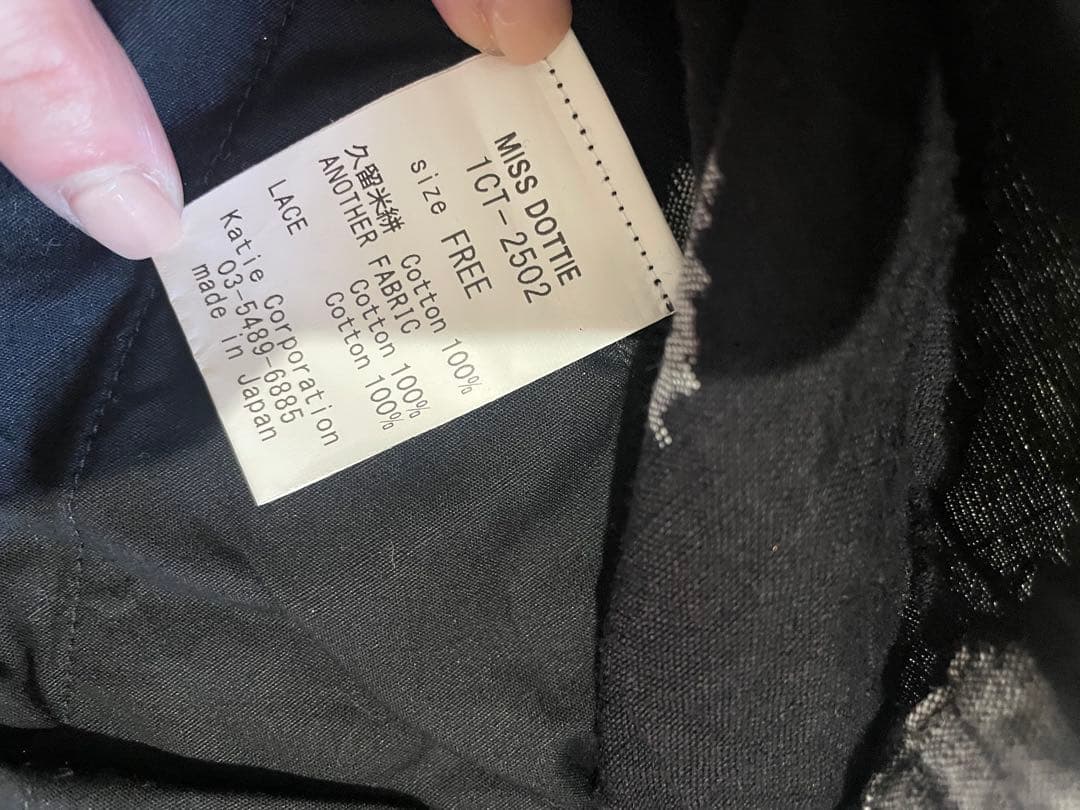 MISS DOTTIE
1CT-2502
size FREE
久留米絣 Cotton 100%
ANOTHER FABRIC
Cotton 100%
LACE Cotton 100%
Katie Corporation
03-5489-6885
made in Japan